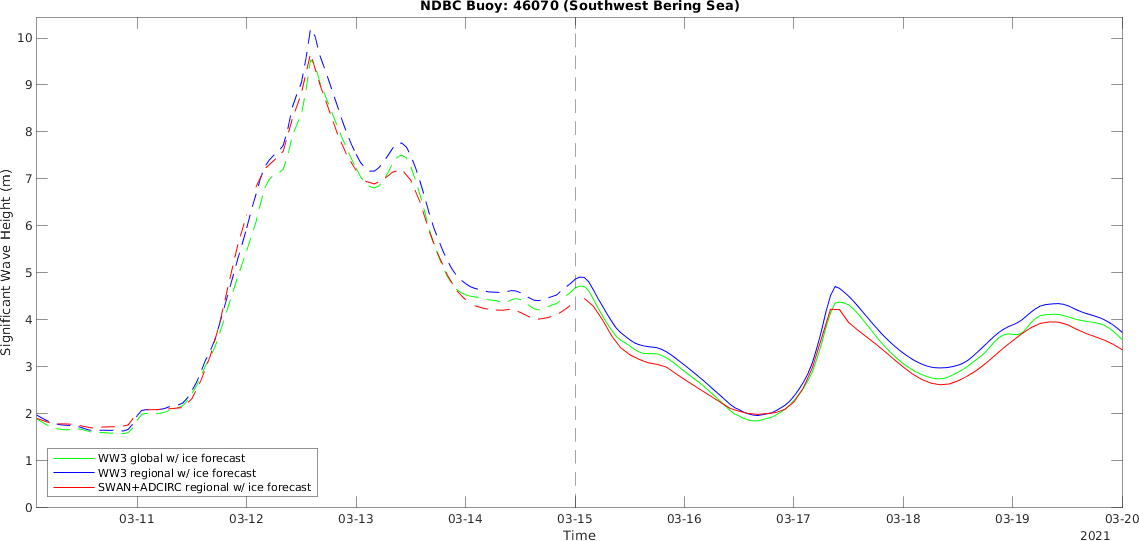 NDBC Buoy: 46070 (Southwest Bering Sea)
Significant Wave Height (m)
10
9
8
7
6
5
4
3
2
1
0
WW3 global w/ ice forecast
WW3 regional w/ ice forecast
SWAN+ADCIRC regional w/ ice forecast
03-11 03-12 03-13 03-14 03-15 03-16 03-17 03-18 03-19 03-20
Time
2021